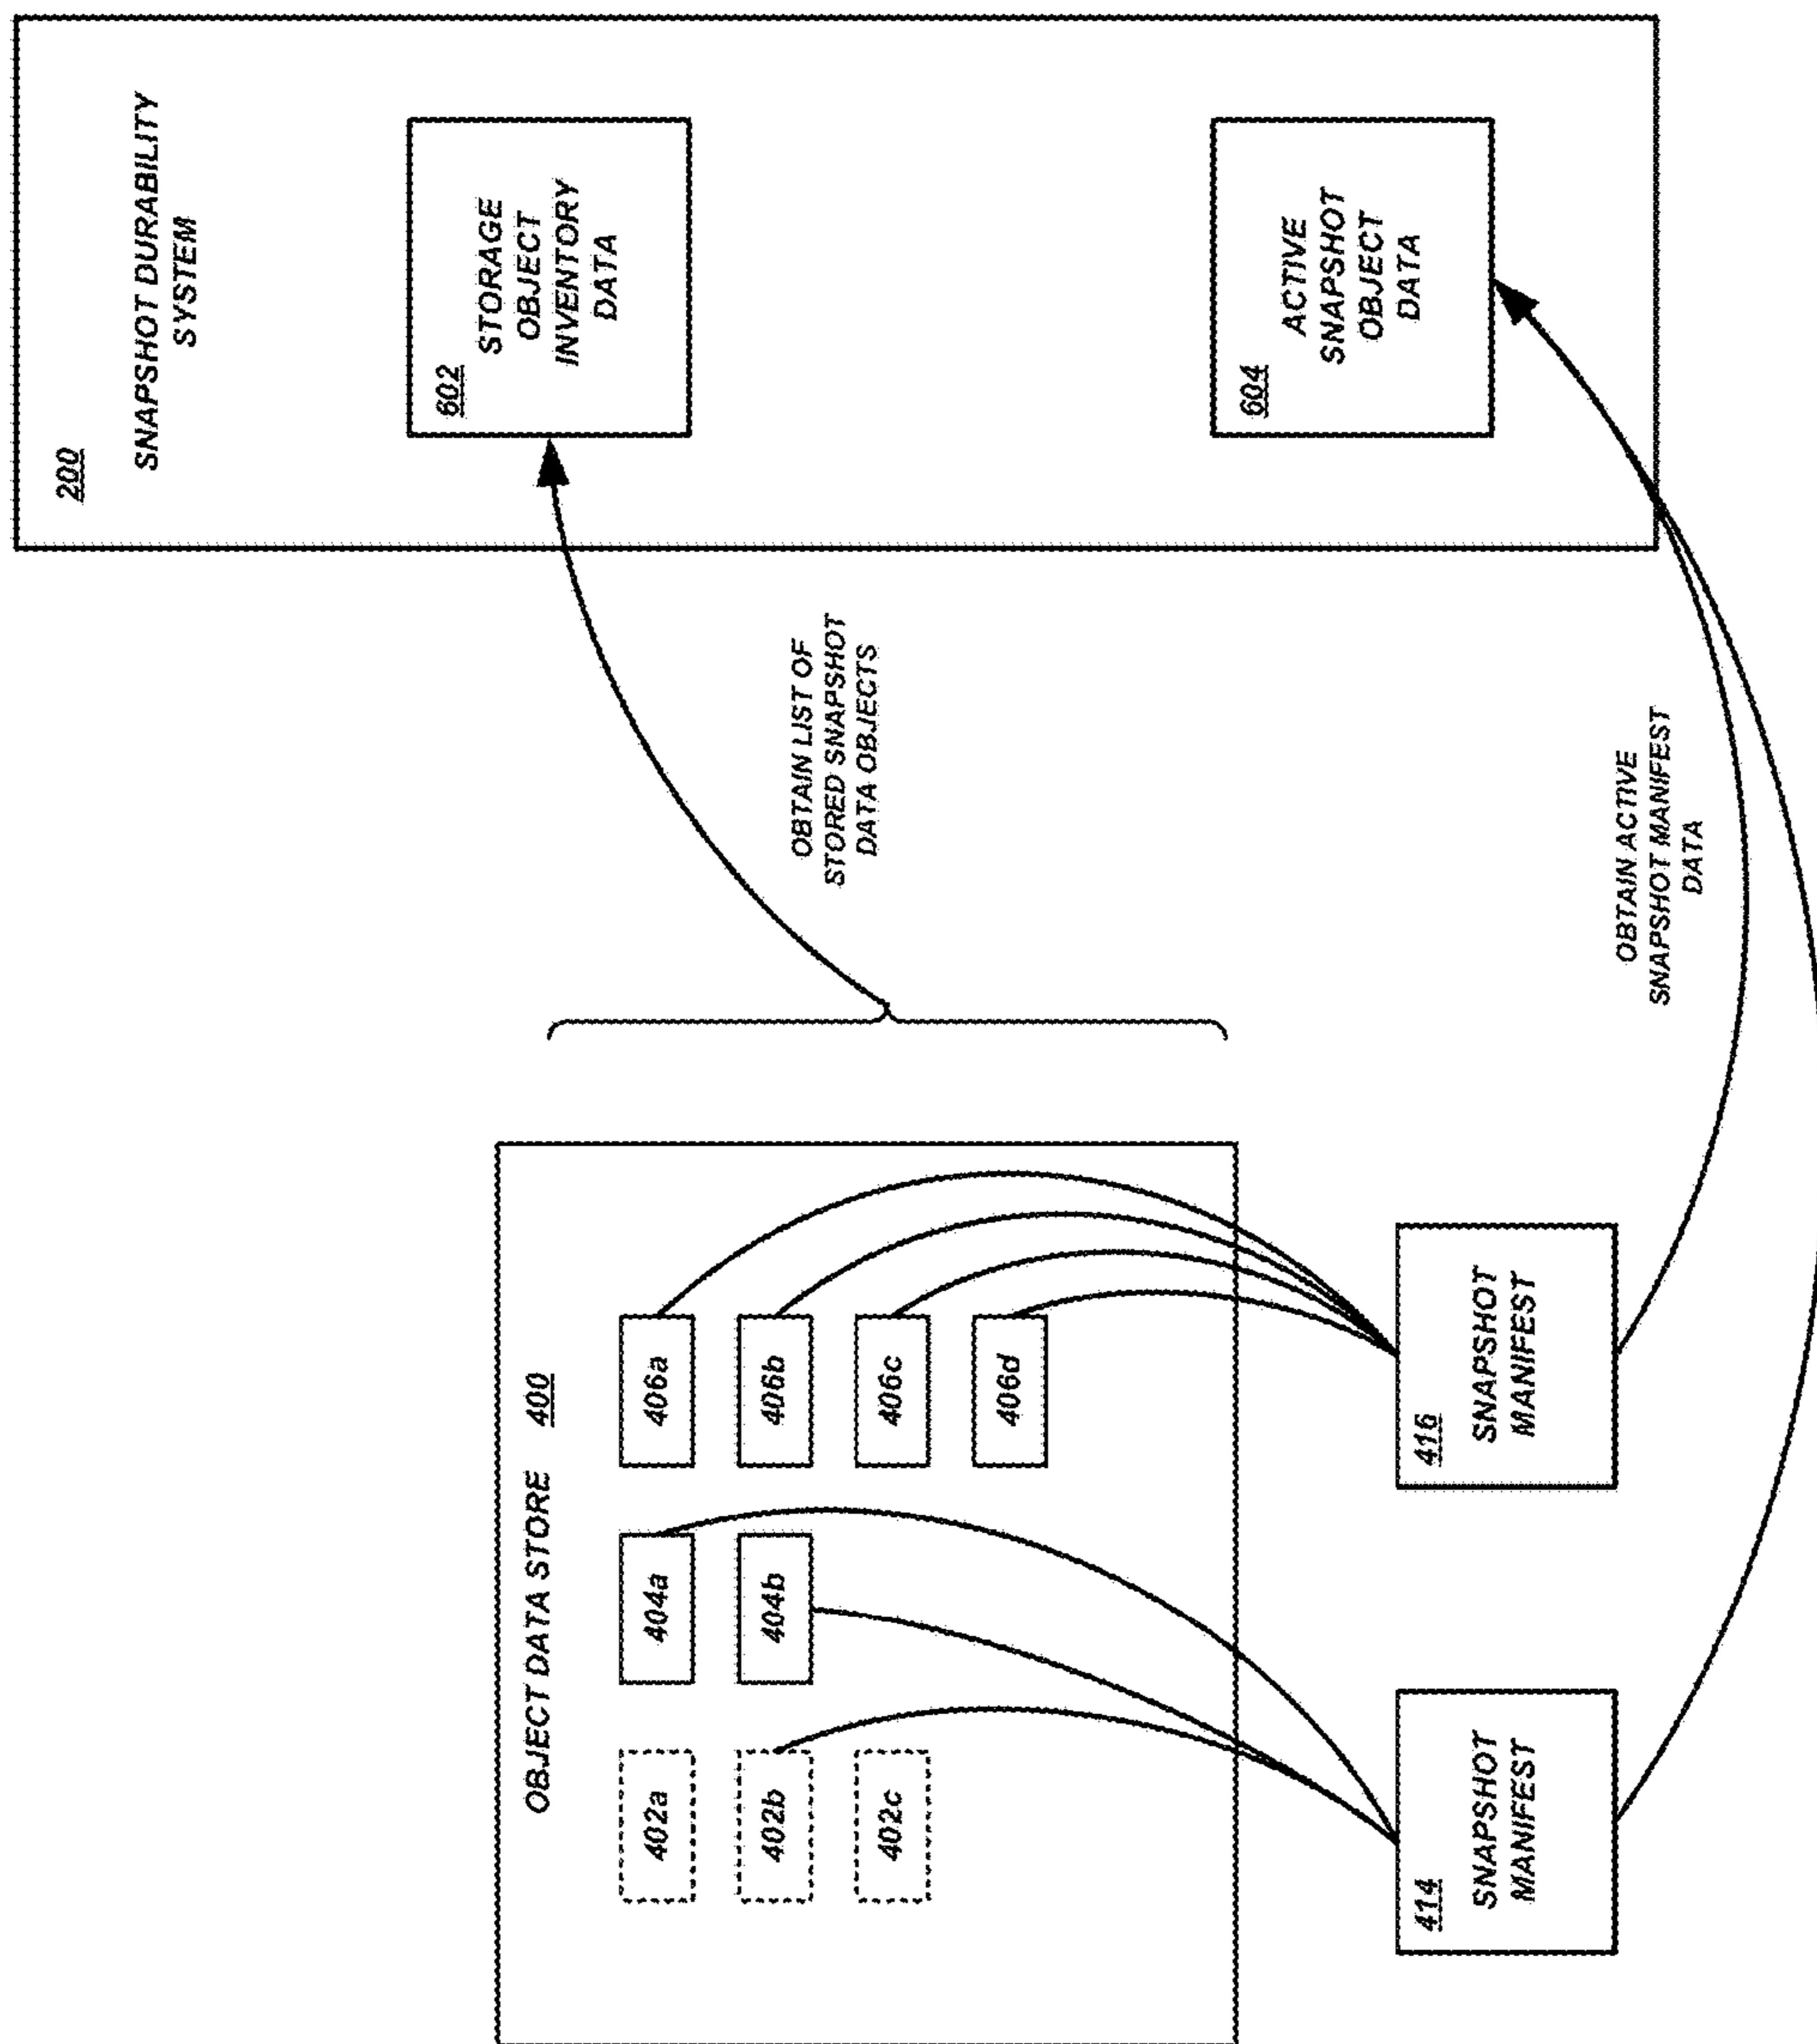 OBJECT DATA STORE 400
402a
404a
406a
402b
404b
406b
402c
406c
406d
414
SNAPSHOT
MANIFEST
416
SNAPSHOT
MANIFEST
OBTAIN LIST OF
STORED SNAPSHOT
DATA OBJECTS
OBTAIN ACTIVE
SNAPSHOT MANIFEST
DATA
200
SNAPSHOT DURABILITY
SYSTEM
602
STORAGE
OBJECT
INVENTORY
DATA
604
ACTIVE
SNAPSHOT
OBJECT
DATA